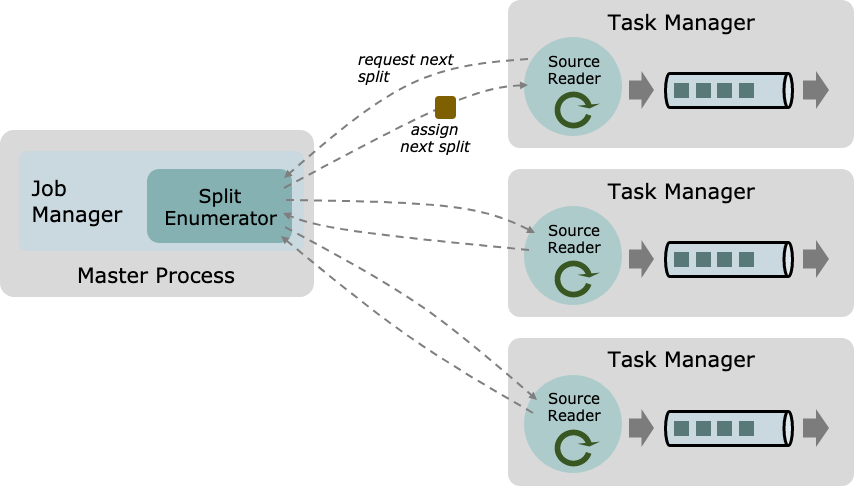 Task Manager
Source
Reader
request next
split
assign
next split
Job
Manager
Split
Enumerator
Master Process
Task Manager
Source
Reader
Task Manager
Source
Reader